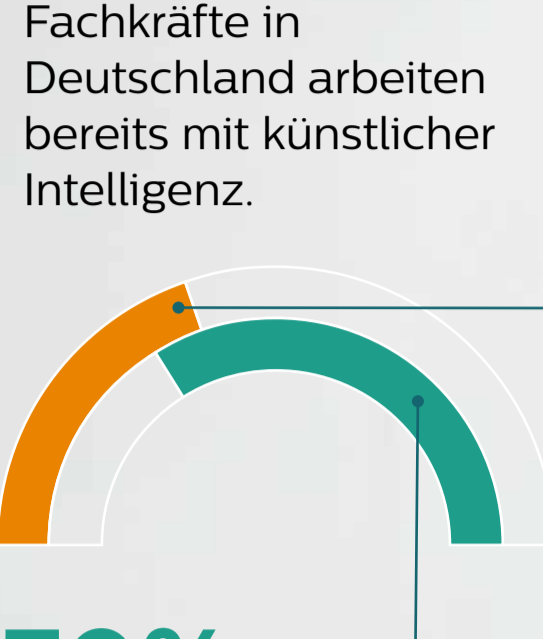 Fachkräfte in
Deutschland arbeiten
bereits mit künstlicher
Intelligenz.